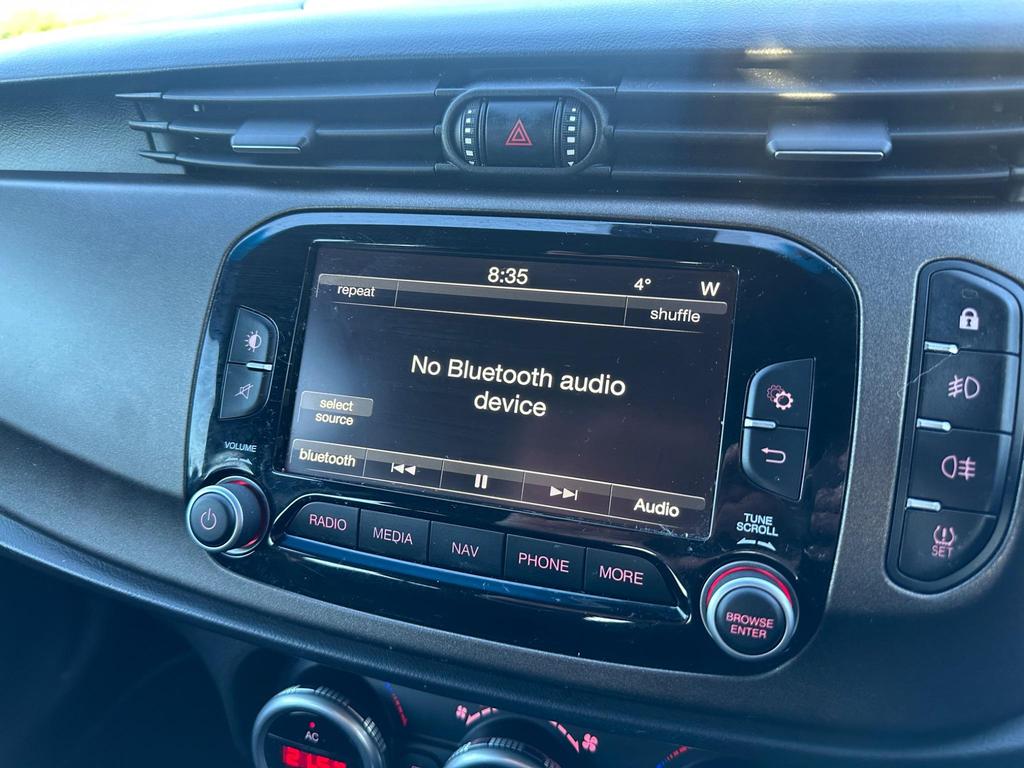 8:35
4°
W
repeat
shuffle
No Bluetooth audio
device
select
source
bluetooth
Audio
VOLUME
TUNE
SCROLL
RADIO
MEDIA
NAV
PHONE
MORE
BROWSE
ENTER
SET
AC